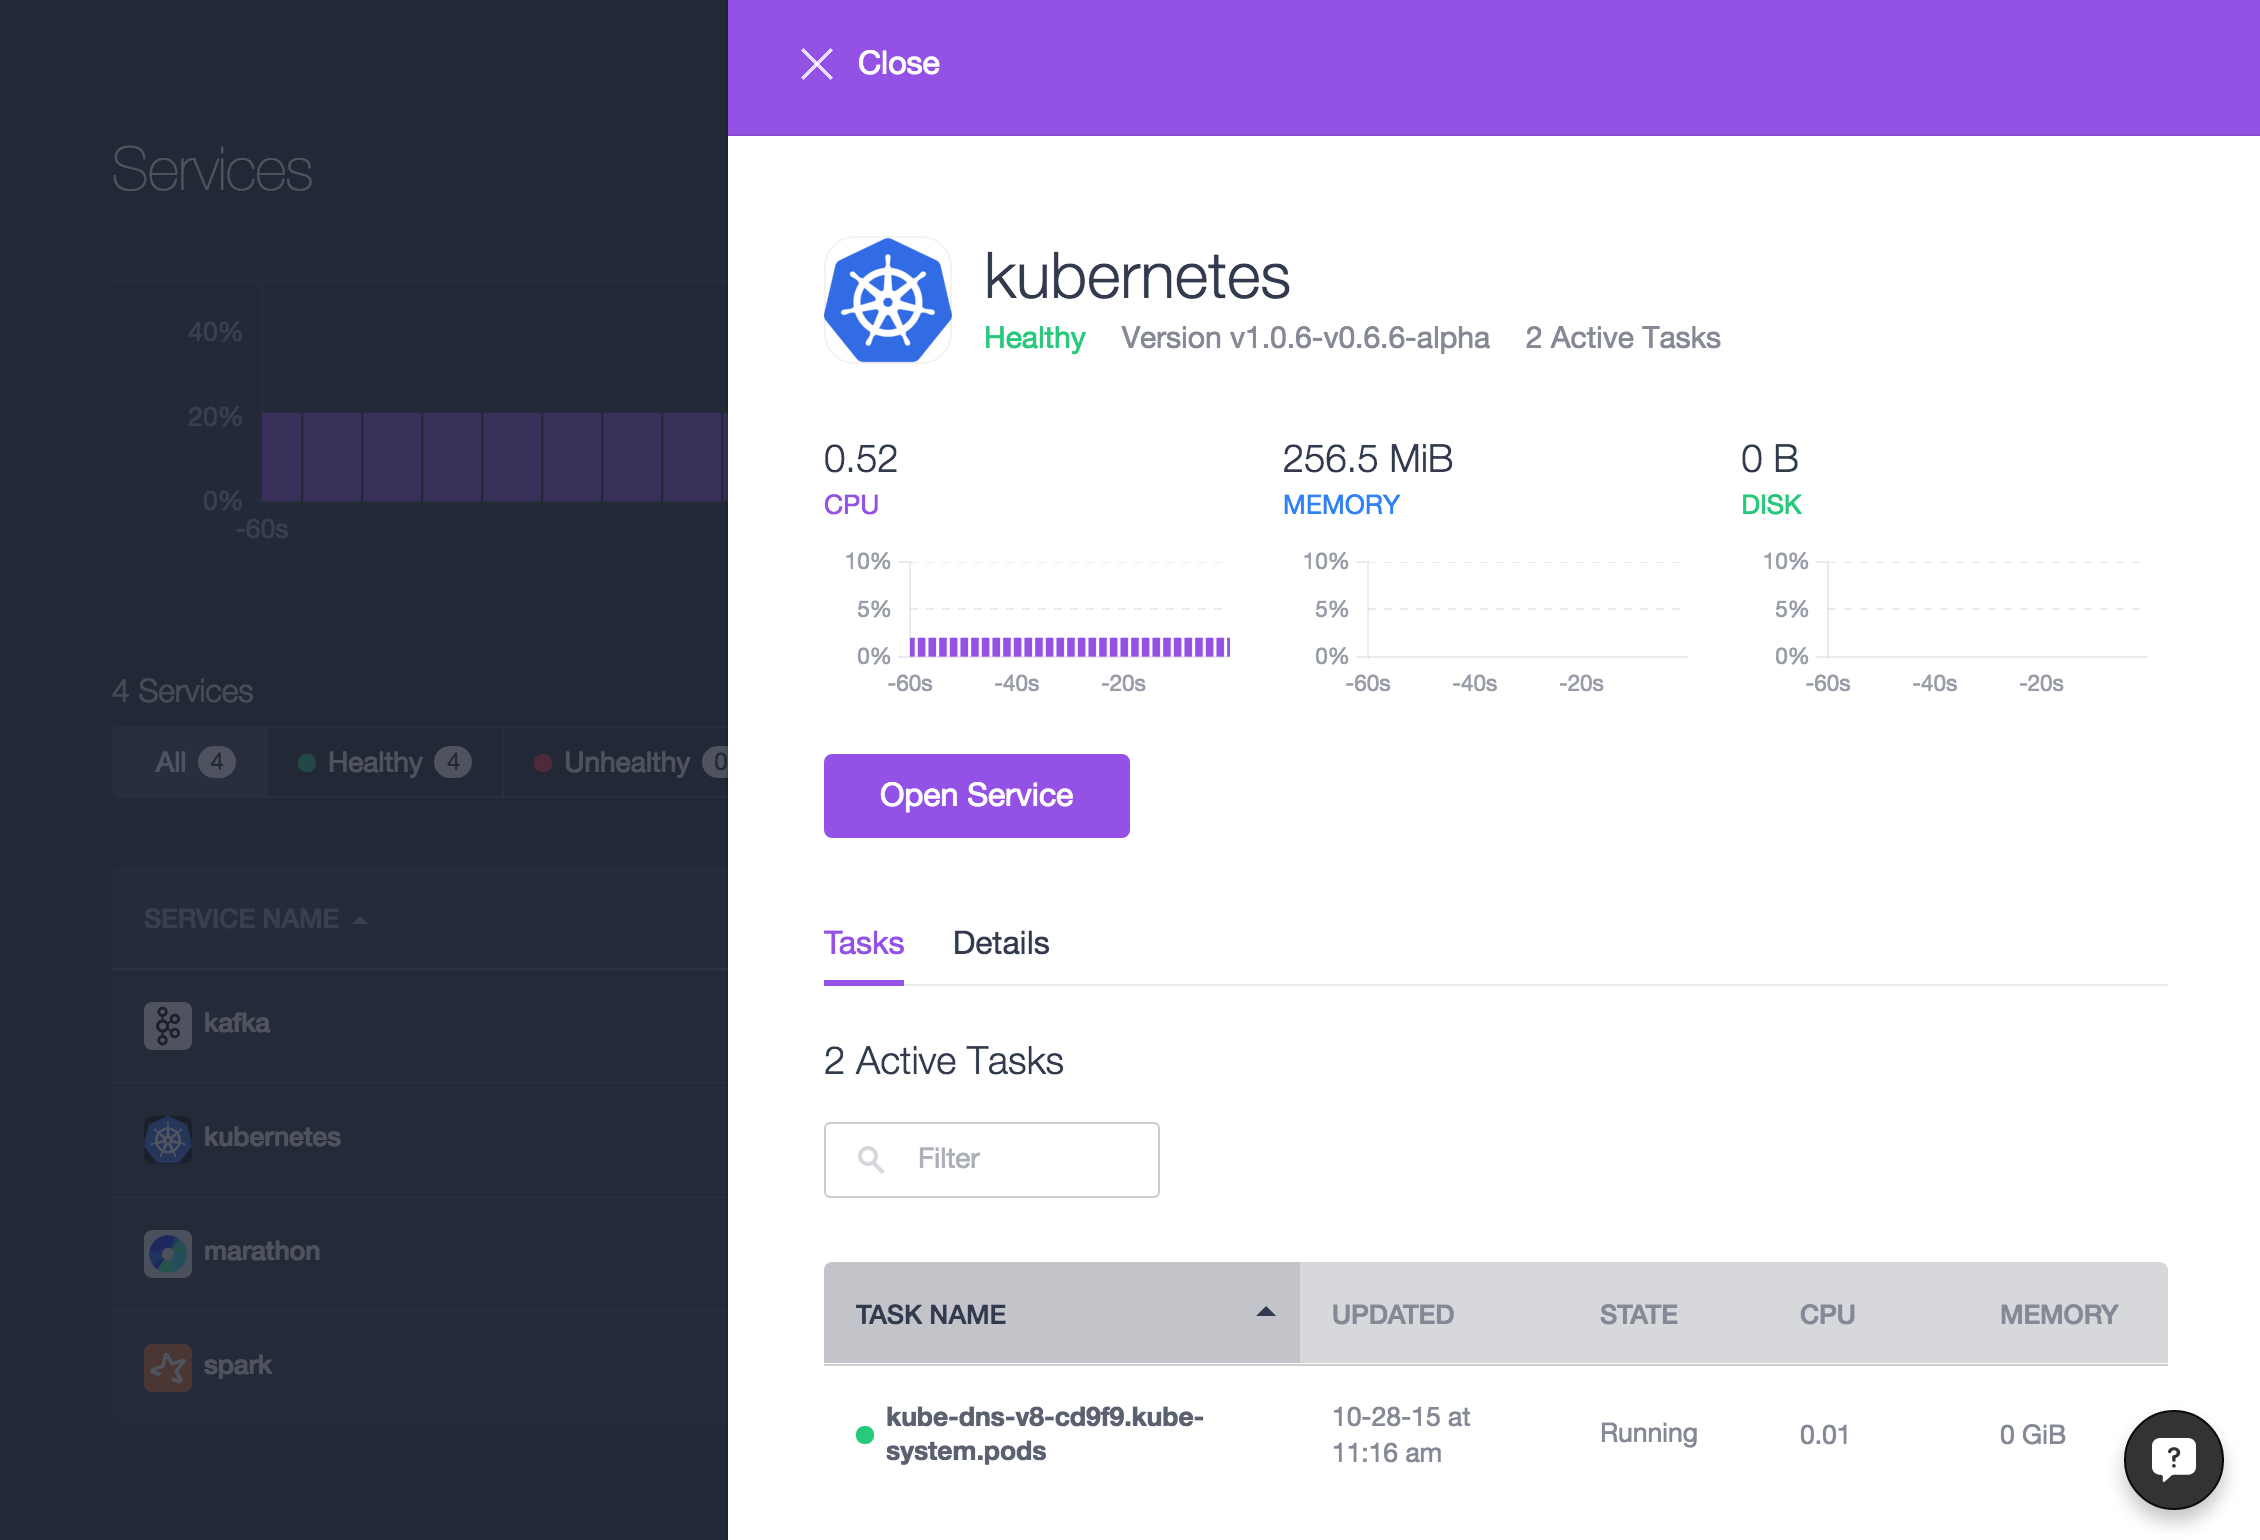 Services
40%
20%
0%
-60s
4 Services
All 4
Healthy 4
Unhealthy 0
SERVICE NAME
kafka
kubernetes
marathon
spark
Close
kubernetes
Healthy Version v1.0.6-v0.6.6-alpha 2 Active Tasks
0.52
CPU
10%
5%
0%
-60s -40s -20s
256.5 MiB
MEMORY
10%
5%
0%
-60s -40s -20s
0 B
DISK
10%
5%
0%
-60s -40s -20s
Open Service
Tasks Details
2 Active Tasks
Filter
TASK NAME UPDATED STATE CPU MEMORY
kube-dns-v8-cd9f9.kube-
system.pods
10-28-15 at
11:16 am
Running
0.01
0 GiB
?